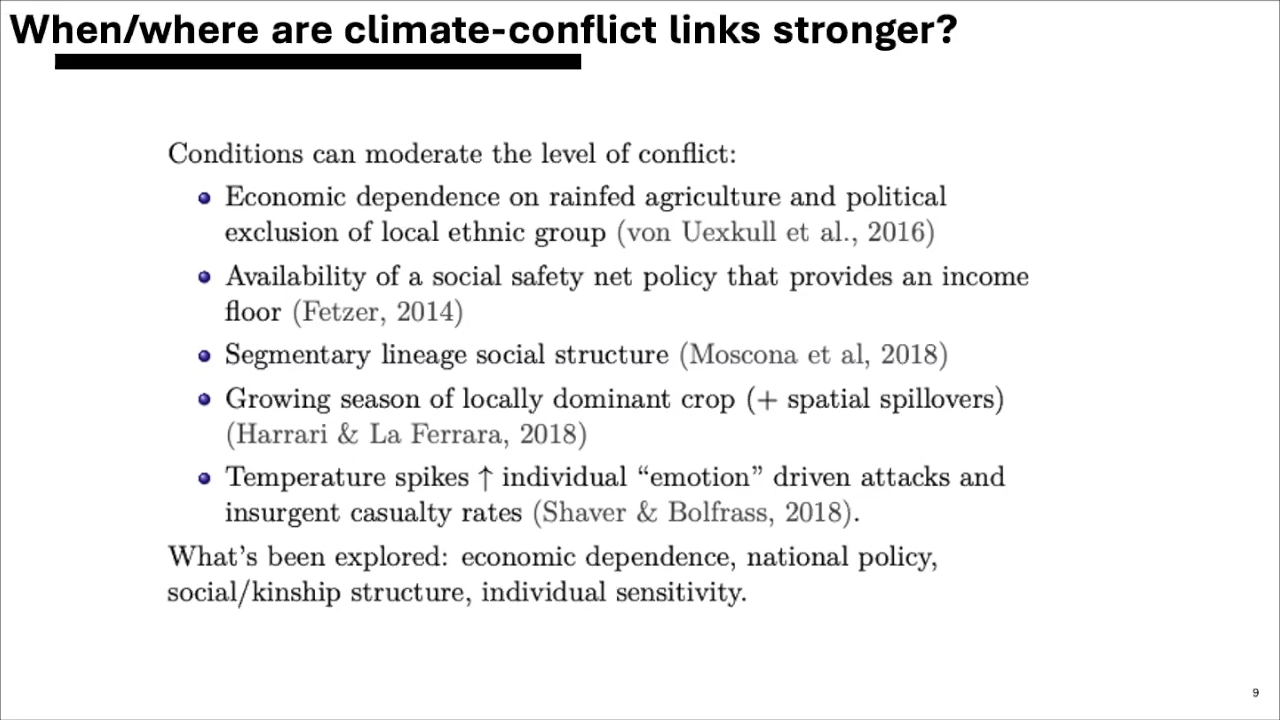 When/where are climate-conflict links stronger?
Conditions can moderate the level of conflict:
Economic dependence on rainfed agriculture and political
exclusion of local ethnic group (von Uexkull et al., 2016)
Availability of a social safety net policy that provides an income
floor (Fetzer, 2014)
Segmentary lineage social structure (Moscona et al, 2018)
Growing season of locally dominant crop (+ spatial spillovers)
(Harrari & La Ferrara, 2018)
Temperature spikes ↑ individual “emotion” driven attacks and
insurgent casualty rates (Shaver & Bolfrass, 2018).
What’s been explored: economic dependence, national policy,
social/kinship structure, individual sensitivity.
9